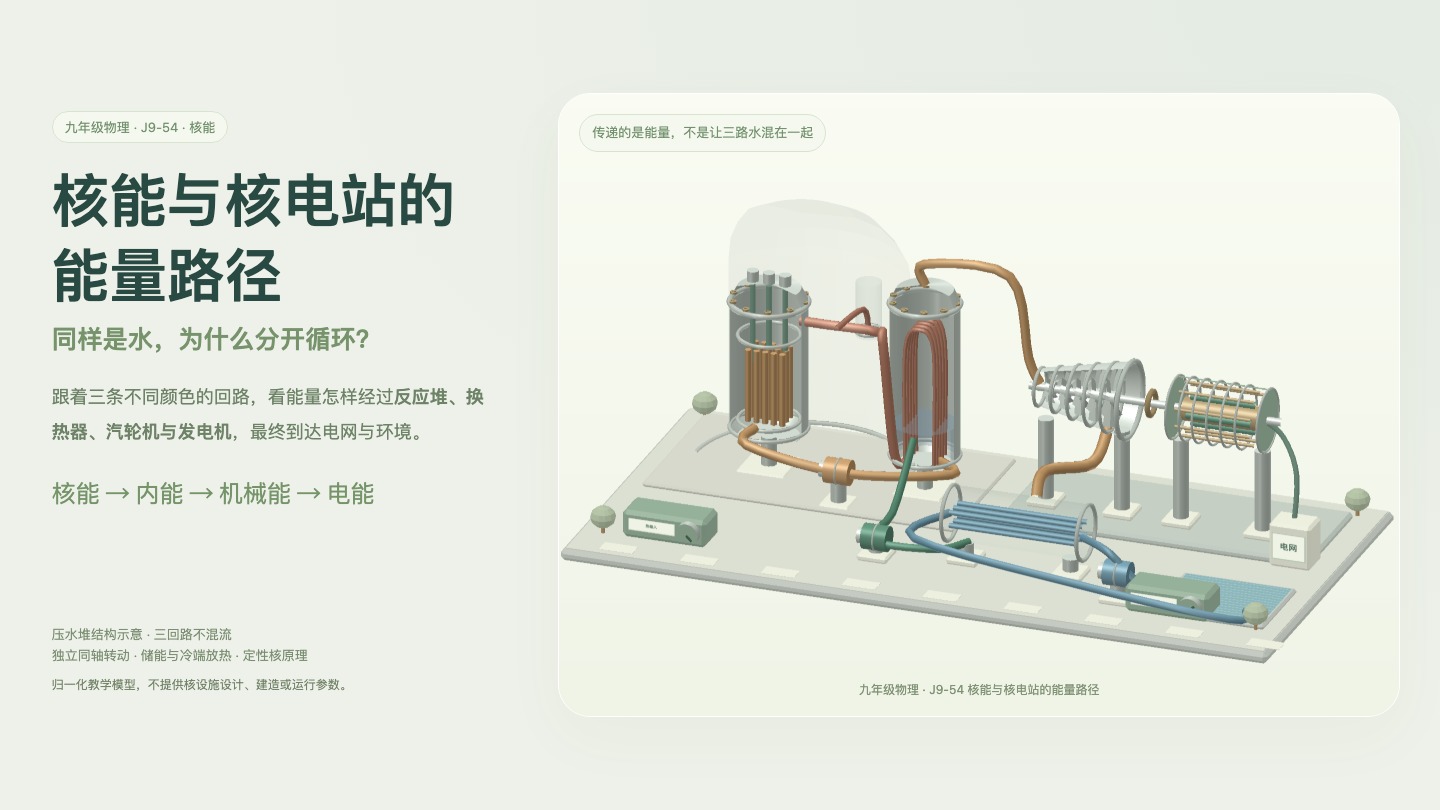 九年级物理 · J9-54 · 核能
核能与核电站的
能量路径
同样是水，为什么分开循环？
跟着三条不同颜色的回路，看能量怎样经过反应堆、换
热器、汽轮机与发电机，最终到达电网与环境。
核能 → 内能 → 机械能 → 电能
压水堆结构示意 · 三回路不混流
独立同轴转动 · 储能与冷端放热 · 定性核原理
归一化教学模型，不提供核设施设计、建造或运行参数。
传递的是能量，不是让三路水混在一起
电网
九年级物理 · J9-54 核能与核电站的能量路径